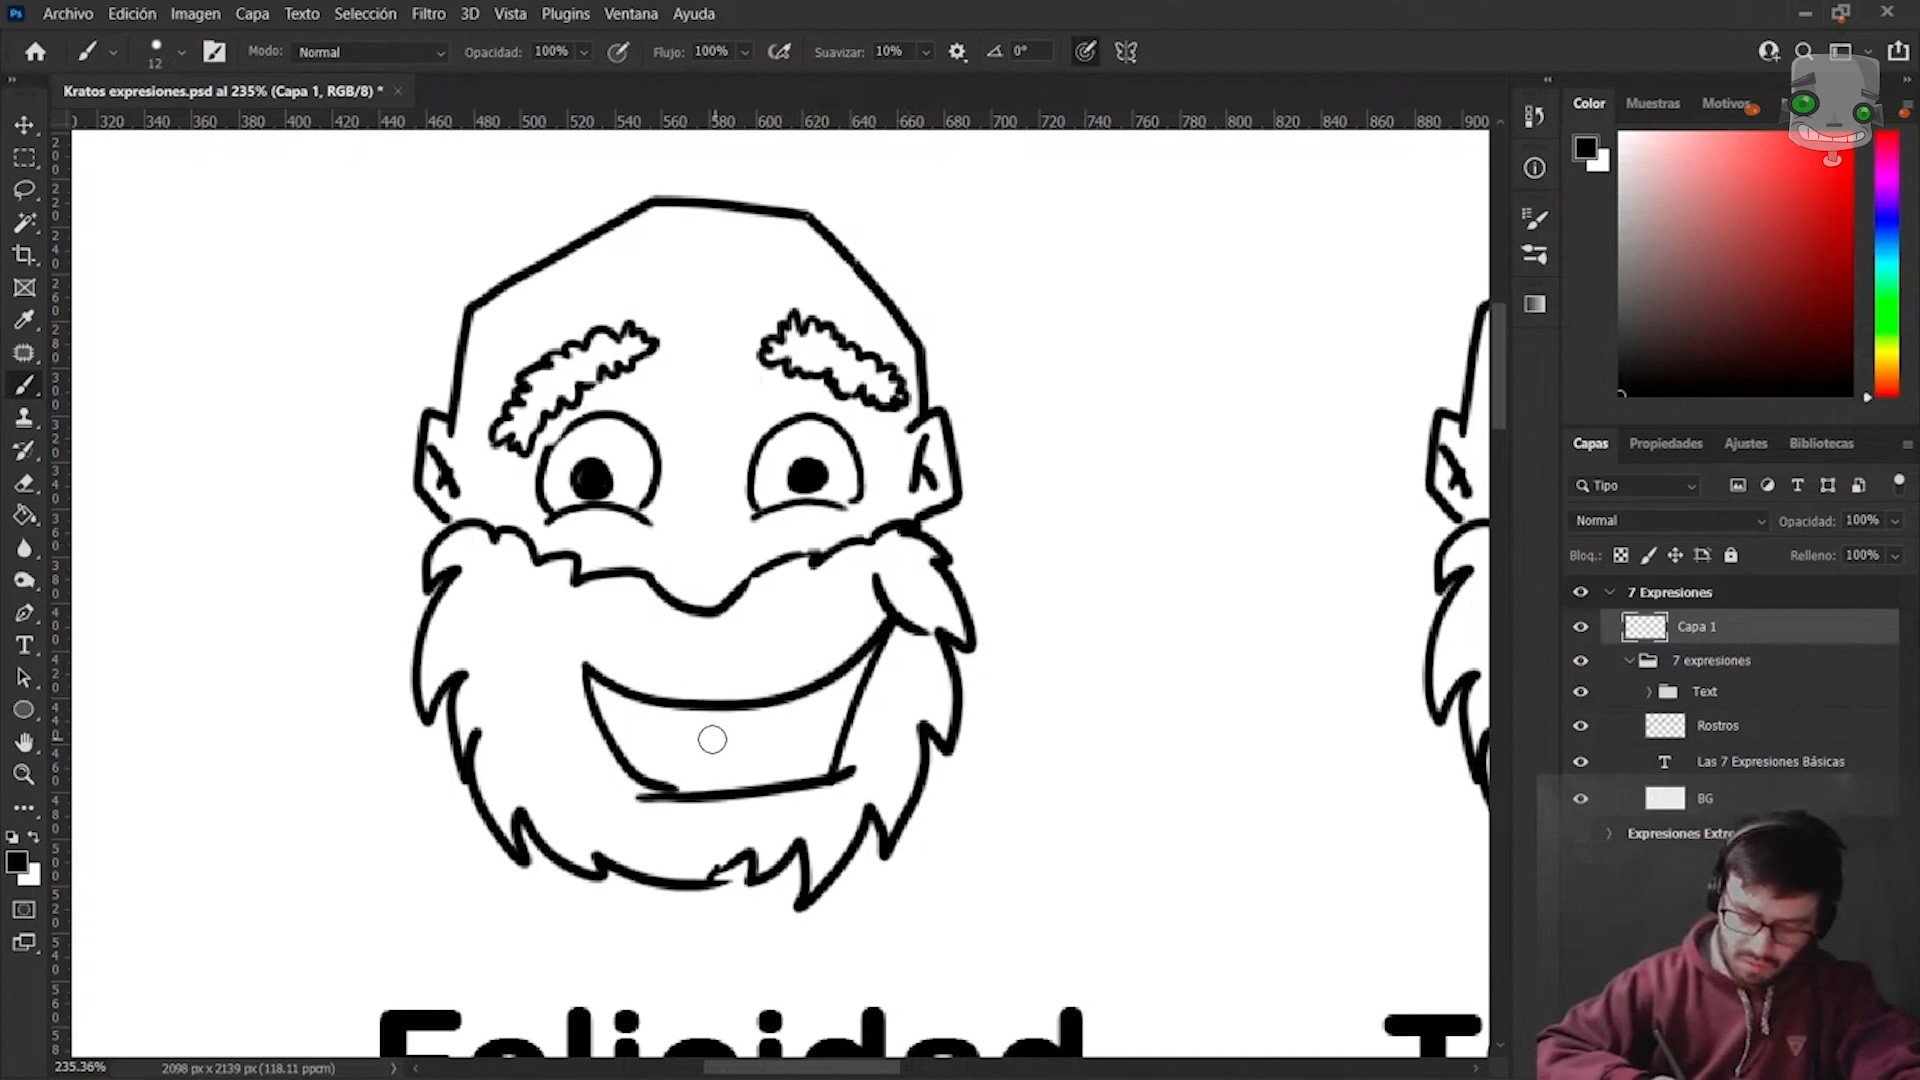 Ps Archivo Edición Imagen Capa Texto Selección Filtro 3D Vista Plugins Ventana Ayuda
12 Modo: Normal Opacidad: 100% Flujo: 100% Suavizar: 10% 0°
Kratos expresiones.psd al 235% (Capa 1, RGB/8) *
320 340 360 380 400 420 440 460 480 500 520 540 560 580 600 620 640 660 680 700 720 740 760 780 800 820 840 860 880 900
Color Muestras Motivos
Capas Propiedades Ajustes Bibliotecas
Tipo
Normal Opacidad: 100%
Bloq.: Relleno: 100%
7 Expresiones
Capa 1
7 expresiones
Text
Rostros
Las 7 Expresiones Básicas
BG
Expresiones Extre
Felicidad T
235.36% 2098 px x 2139 px (118.11 ppcm)